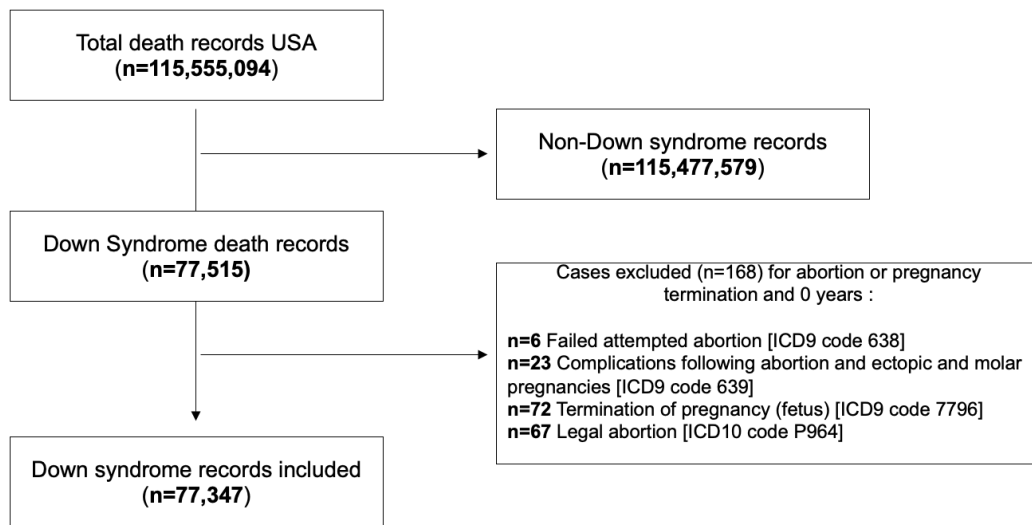 Total death records USA
(n=115,555,094)
Non-Down syndrome records
(n=115,477,579)
Down Syndrome death records
(n=77,515)
Cases excluded (n=168) for abortion or pregnancy
termination and 0 years :
n=6 Failed attempted abortion [ICD9 code 638]
n=23 Complications following abortion and ectopic and molar
pregnancies [ICD9 code 639]
n=72 Termination of pregnancy (fetus) [ICD9 code 7796]
n=67 Legal abortion [ICD10 code P964]
Down syndrome records included
(n=77,347)